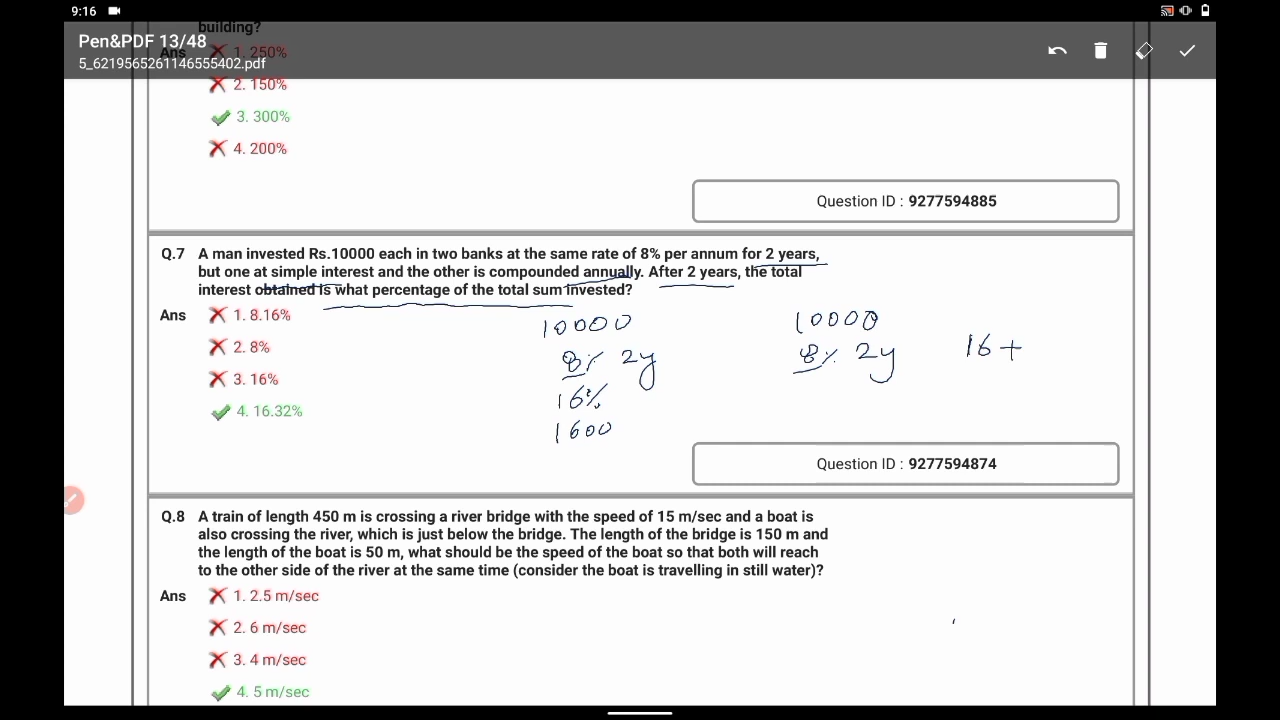 9:16
building?
Pen&PDF 13/48
5_6219565261146555402.pdf
Ans 1. 250%
2. 150%
3. 300%
4. 200%
Question ID : 9277594885
Q.7 A man invested Rs.10000 each in two banks at the same rate of 8% per annum for 2 years,
but one at simple interest and the other is compounded annually. After 2 years, the total
interest obtained is what percentage of the total sum invested?
Ans 1. 8.16%
2. 8%
3. 16%
4. 16.32%
10000
8% 2y
16%
1600
10000
8% 2y
16+
Question ID : 9277594874
Q.8 A train of length 450 m is crossing a river bridge with the speed of 15 m/sec and a boat is
also crossing the river, which is just below the bridge. The length of the bridge is 150 m and
the length of the boat is 50 m, what should be the speed of the boat so that both will reach
to the other side of the river at the same time (consider the boat is travelling in still water)?
Ans 1. 2.5 m/sec
2. 6 m/sec
3. 4 m/sec
4. 5 m/sec